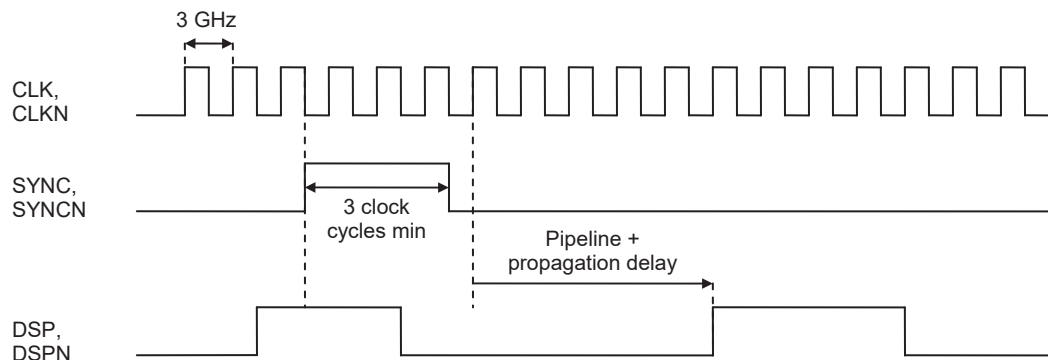 3 GHz
CLK,
CLKN
SYNC,
SYNCN
3 clock
cycles min
Pipeline +
propagation delay
DSP,
DSPN